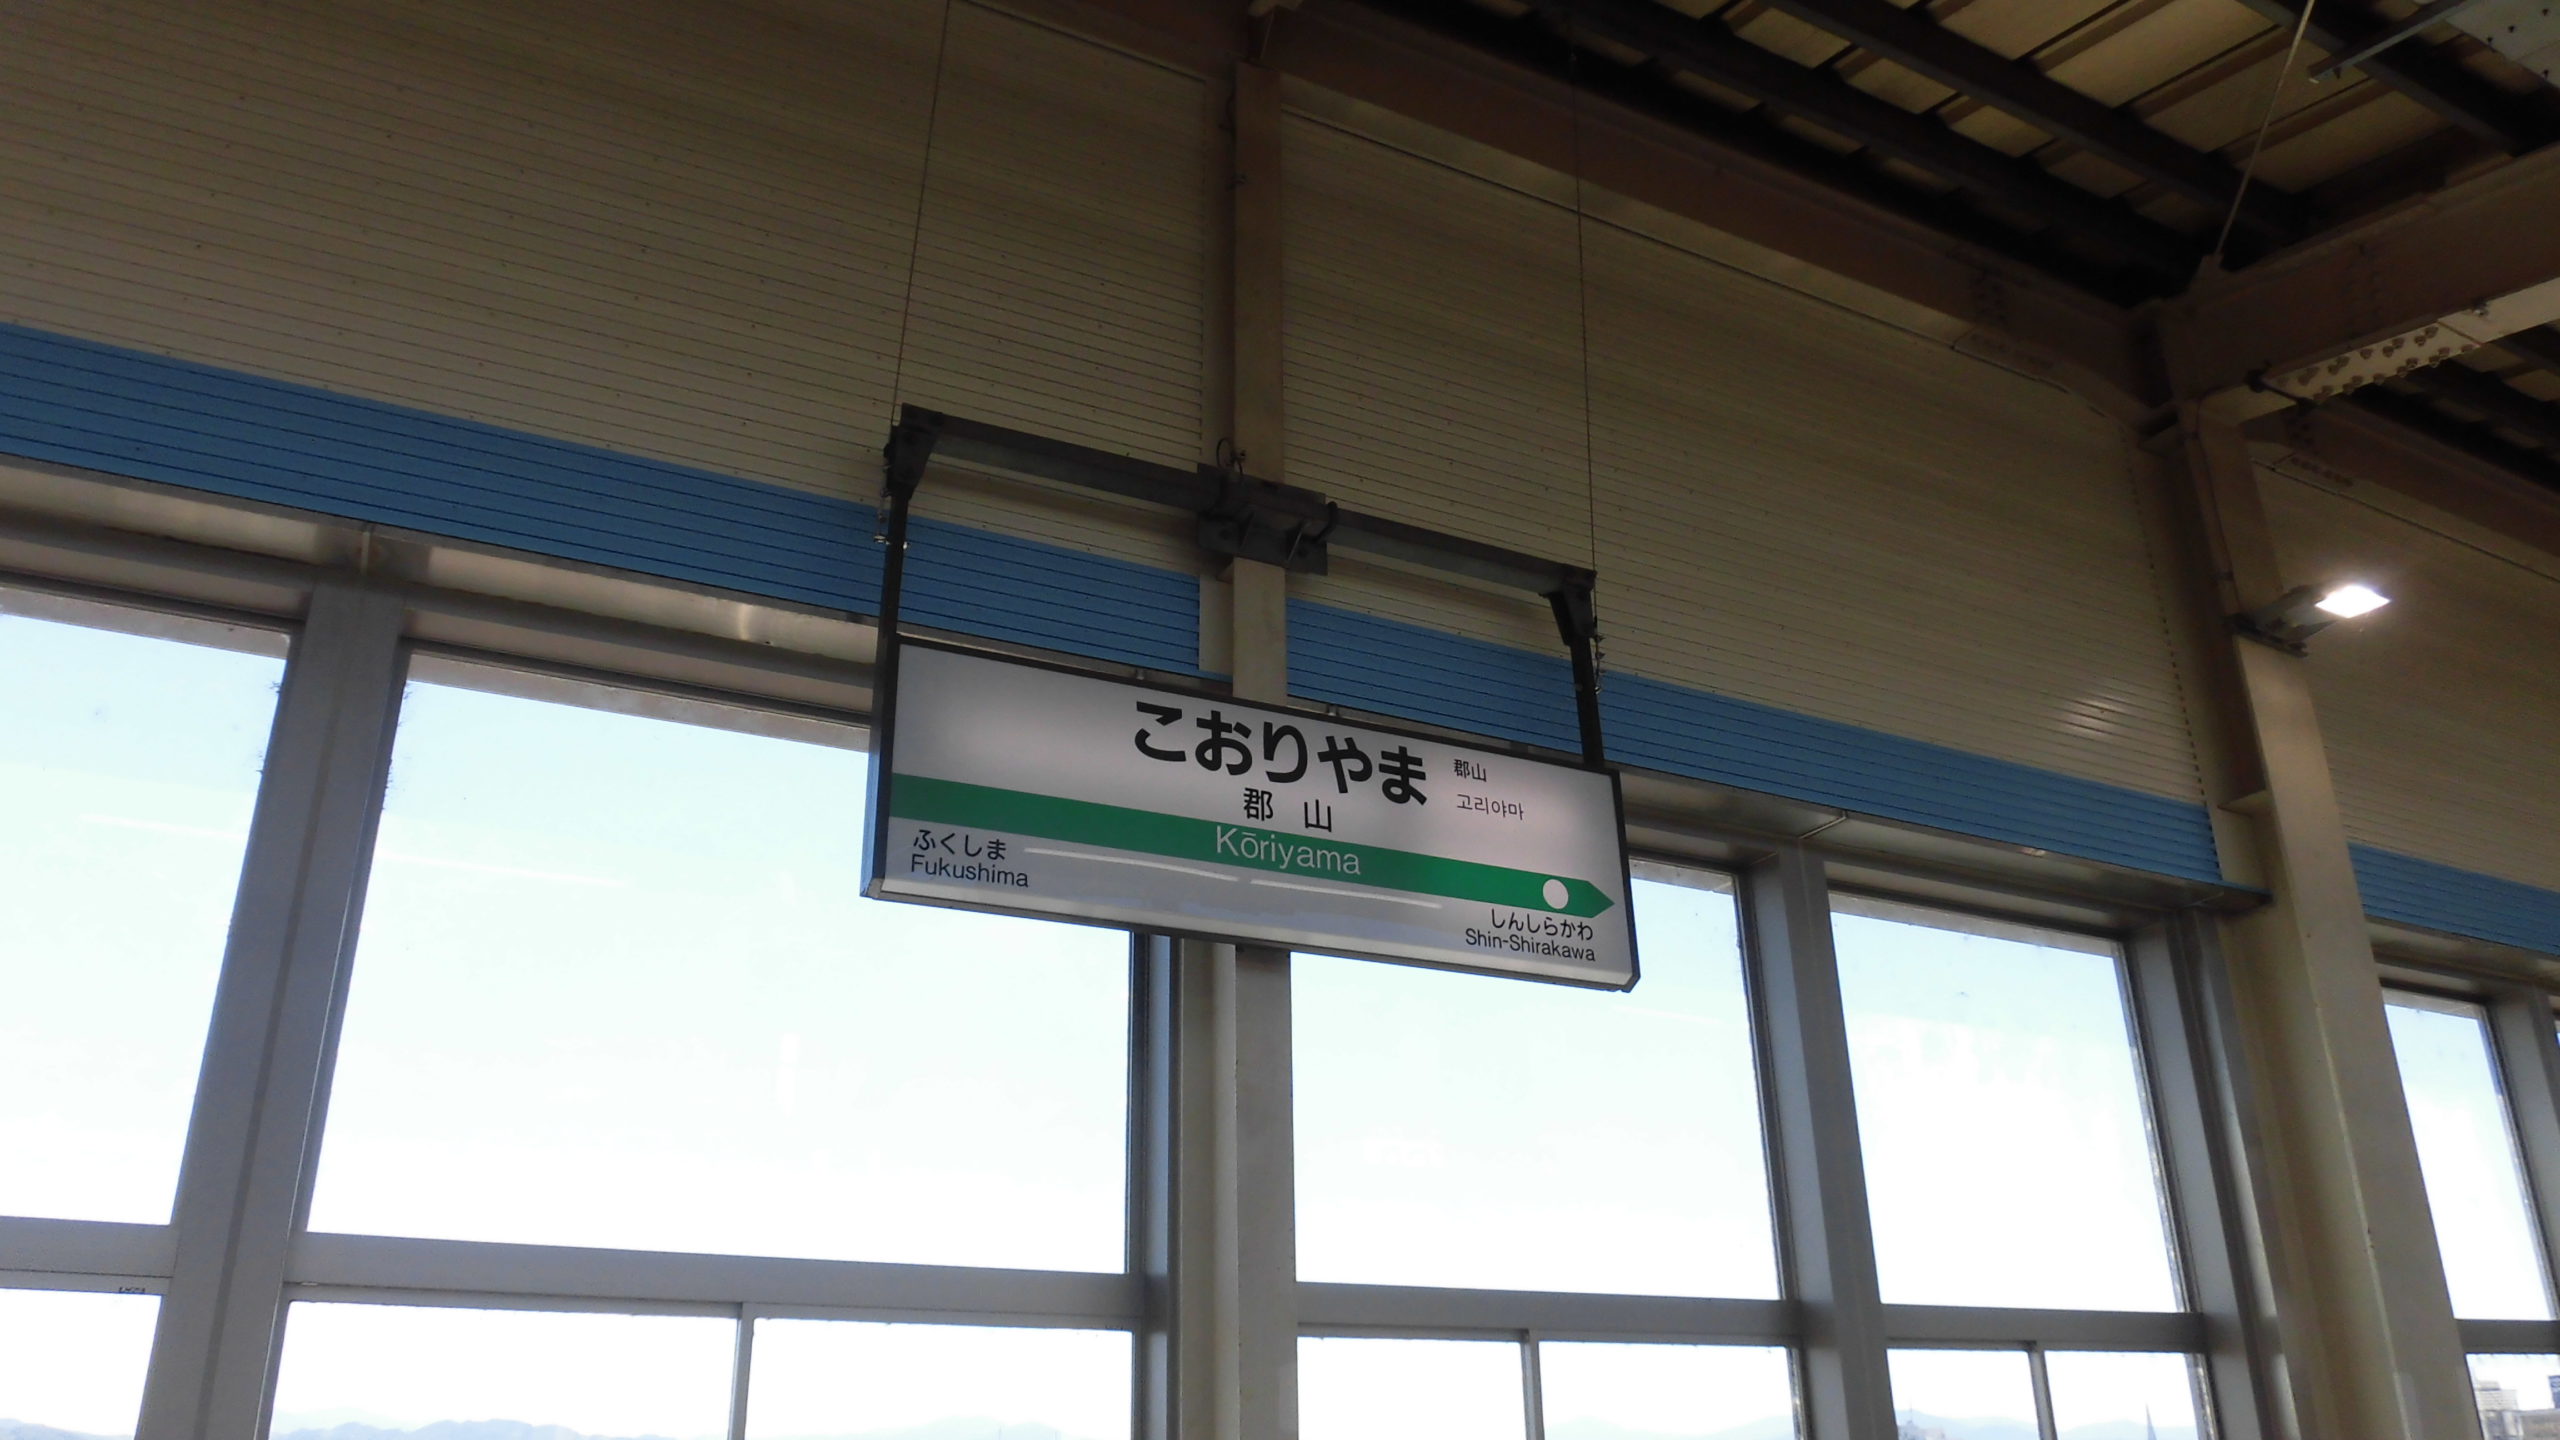 こおりやま
郡山
고리야마
郡山
Kōriyama
ふくしま
Fukushima
しんしらかわ
Shin-Shirakawa